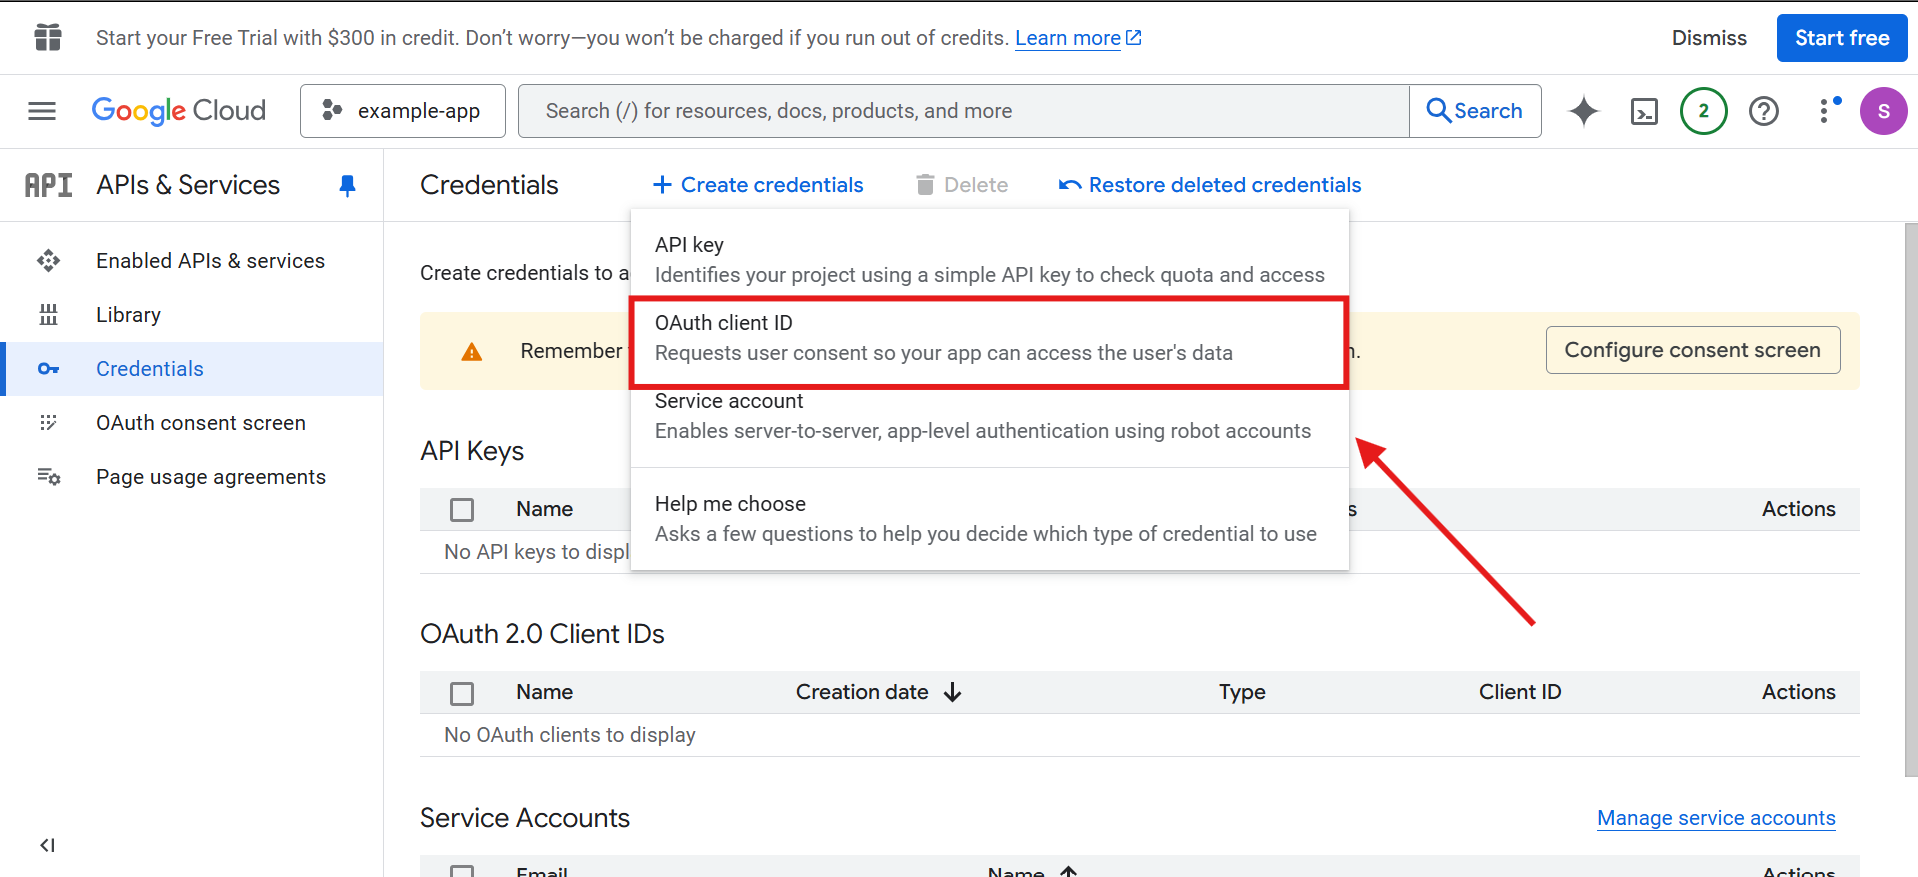 Start your Free Trial with $300 in credit. Don’t worry—you won’t be charged if you run out of credits. Learn more
Dismiss
Start free
Google Cloud
example-app
Search (/) for resources, docs, products, and more
Search
2
S
API
APIs & Services
Credentials
Create credentials
Delete
Restore deleted credentials
Enabled APIs & services
Library
Credentials
OAuth consent screen
Page usage agreements
Create credentials to
API key
Identifies your project using a simple API key to check quota and access
OAuth client ID
Requests user consent so your app can access the user's data
Service account
Enables server-to-server, app-level authentication using robot accounts
Help me choose
Asks a few questions to help you decide which type of credential to use
Remember
Configure consent screen
API Keys
Name
Actions
No API keys to
OAuth 2.0 Client IDs
Name
Creation date
Type
Client ID
Actions
No OAuth clients to display
Service Accounts
Manage service accounts
Email
Name
Actions